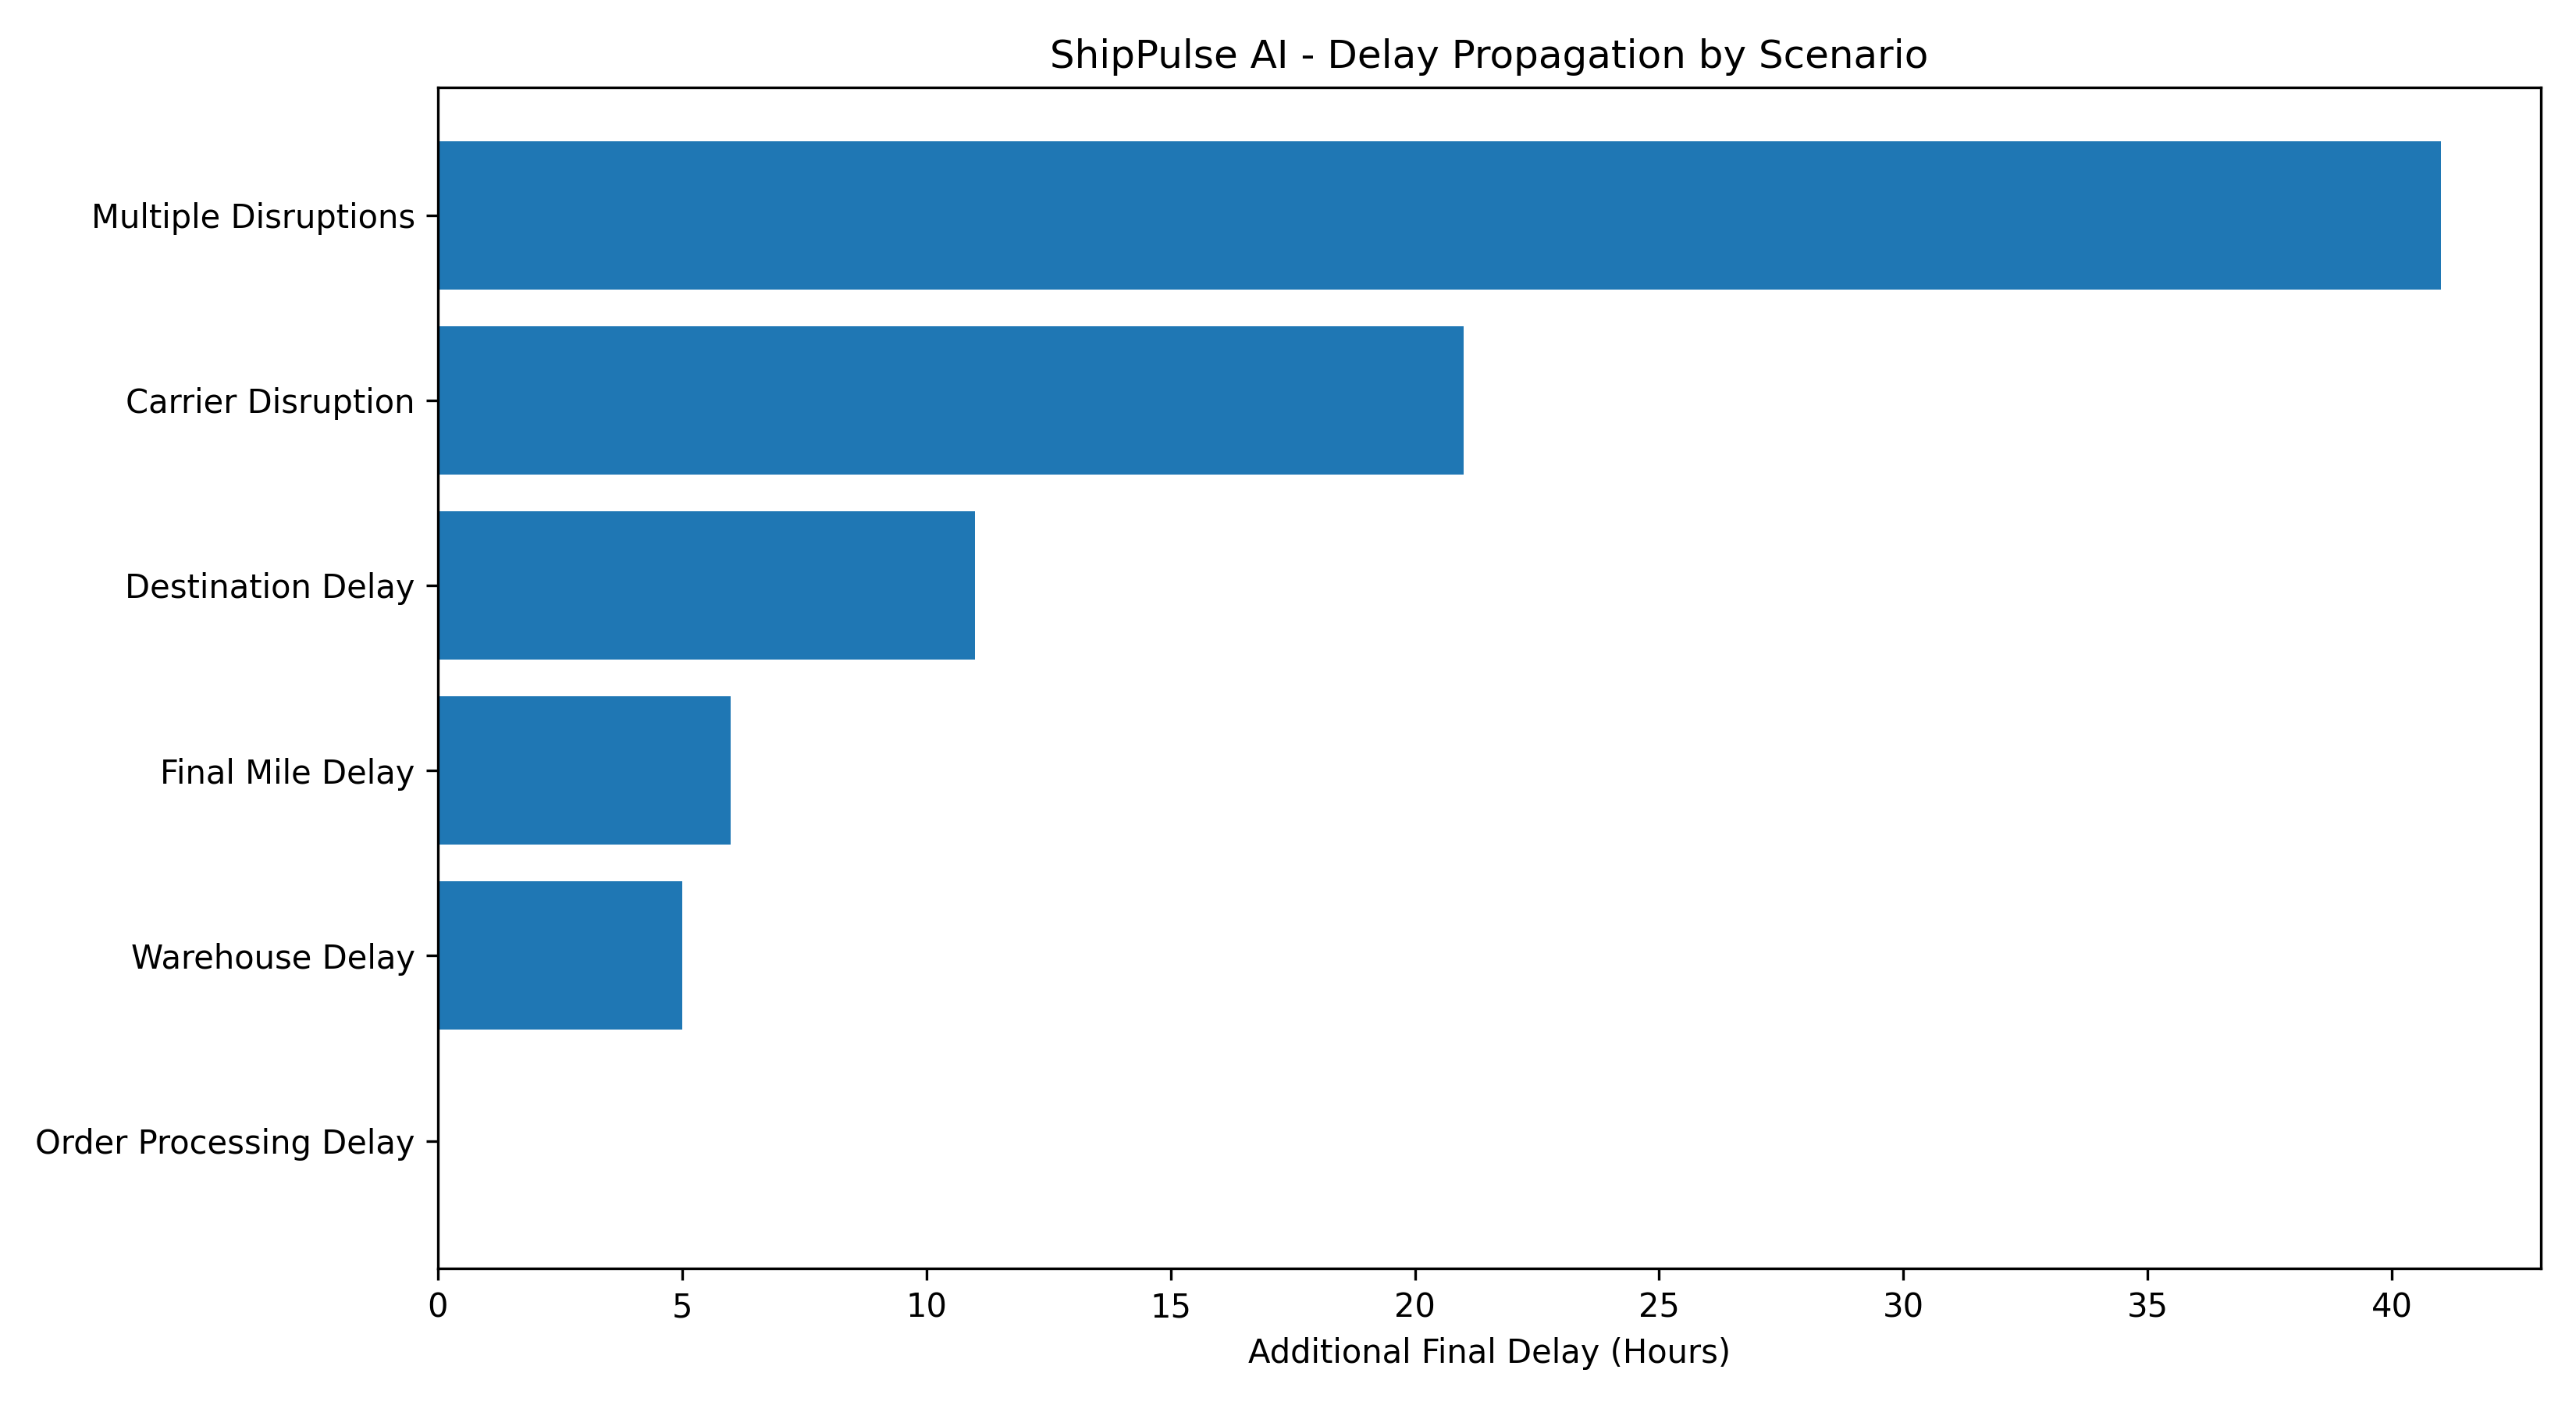 ShipPulse AI - Delay Propagation by Scenario
Multiple Disruptions
Carrier Disruption
Destination Delay
Final Mile Delay
Warehouse Delay
Order Processing Delay
0 5 10 15 20 25 30 35 40
Additional Final Delay (Hours)